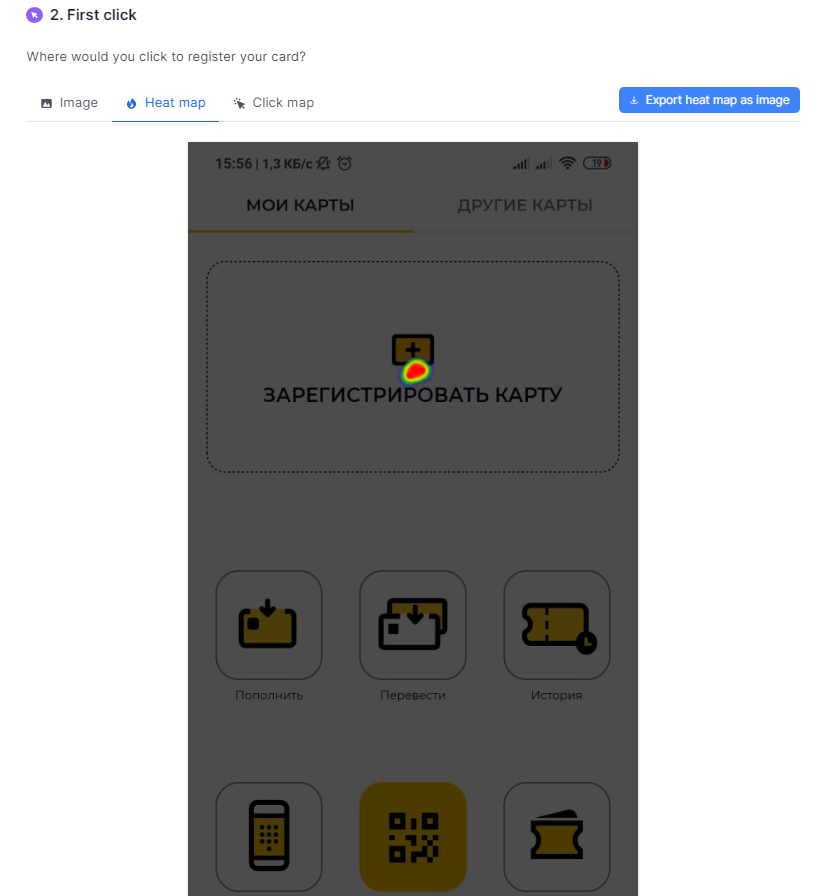 2. First click
Where would you click to register your card?
Image Heat map Click map Export heat map as image
15:56 | 1,3 КБ/с 19
МОИ КАРТЫ ДРУГИЕ КАРТЫ
ЗАРЕГИСТРИРОВАТЬ КАРТУ
Пополнить Перевести История